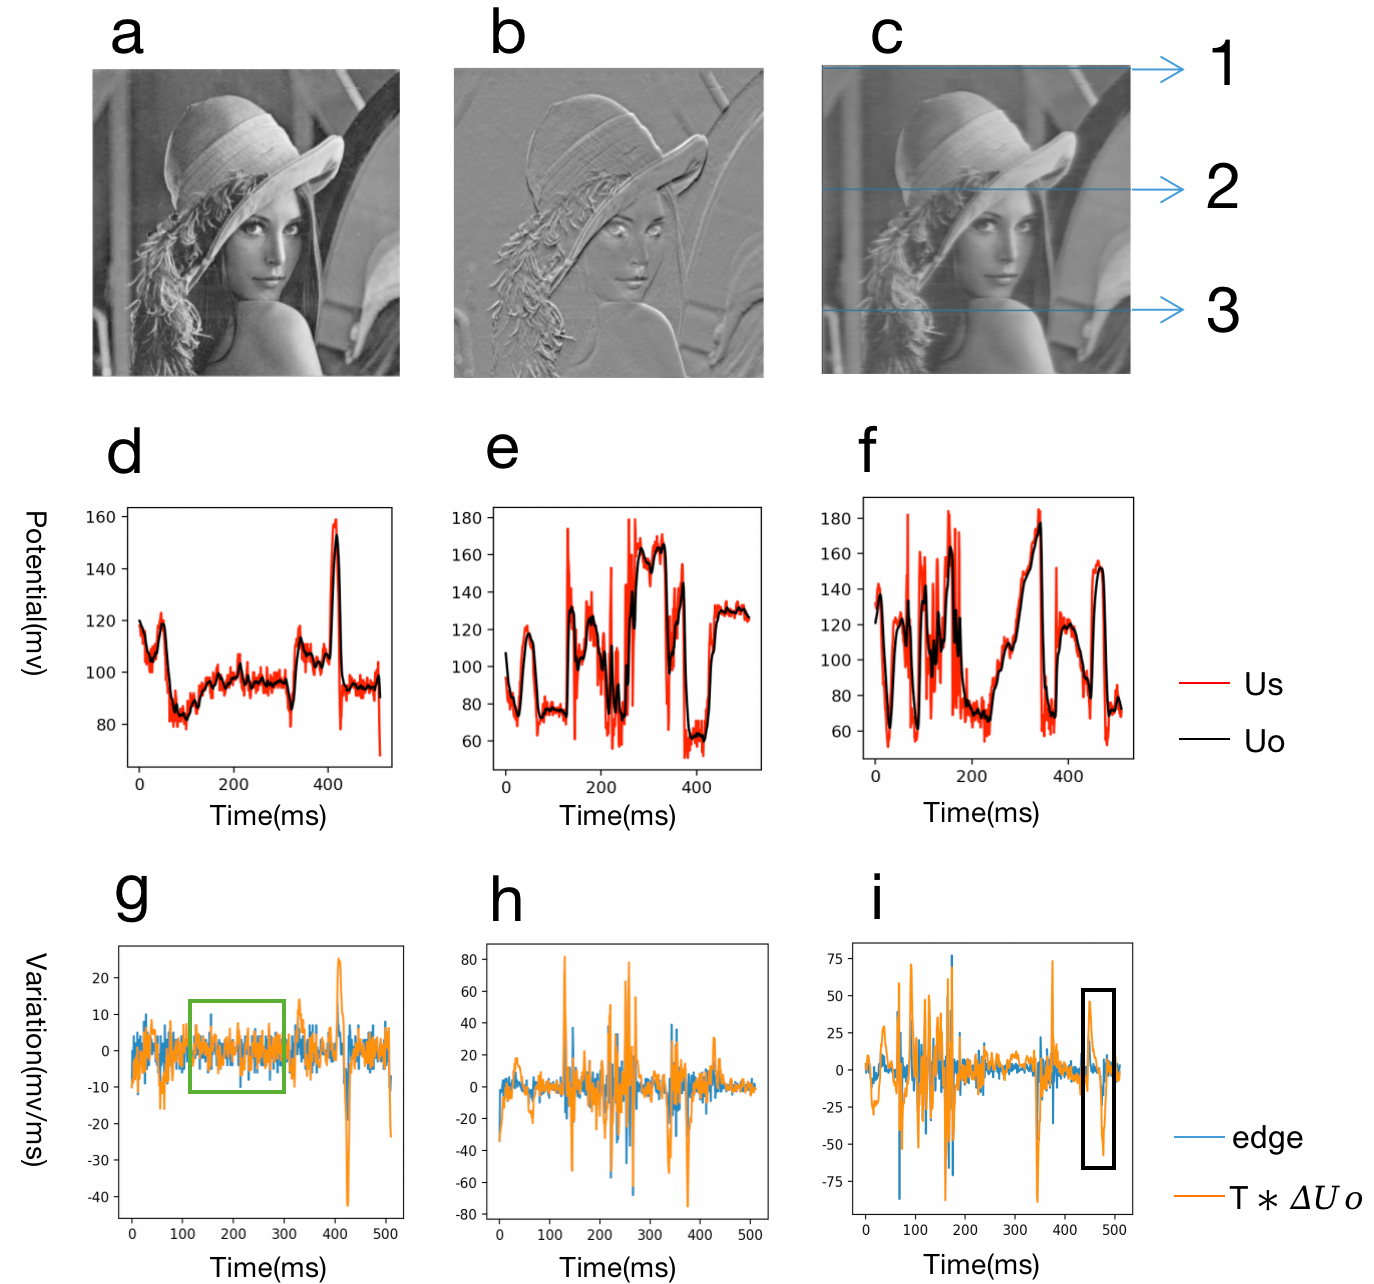 a b c
1
2
3
d e f
Potential(mv)
160
140
120
100
80
0 200 400
Time(ms)
180
160
140
120
100
80
60
0 200 400
Time(ms)
180
160
140
120
100
80
60
0 200 400
Time(ms)
Us
Uo
g h i
Variation(mv/ms)
20
10
0
-10
-20
-30
-40
0 100 200 300 400 500
Time(ms)
80
60
40
20
0
-20
-40
-60
-80
0 100 200 300 400 500
Time(ms)
75
50
25
0
-25
-50
-75
0 100 200 300 400 500
Time(ms)
edge
T ∗ ΔUo